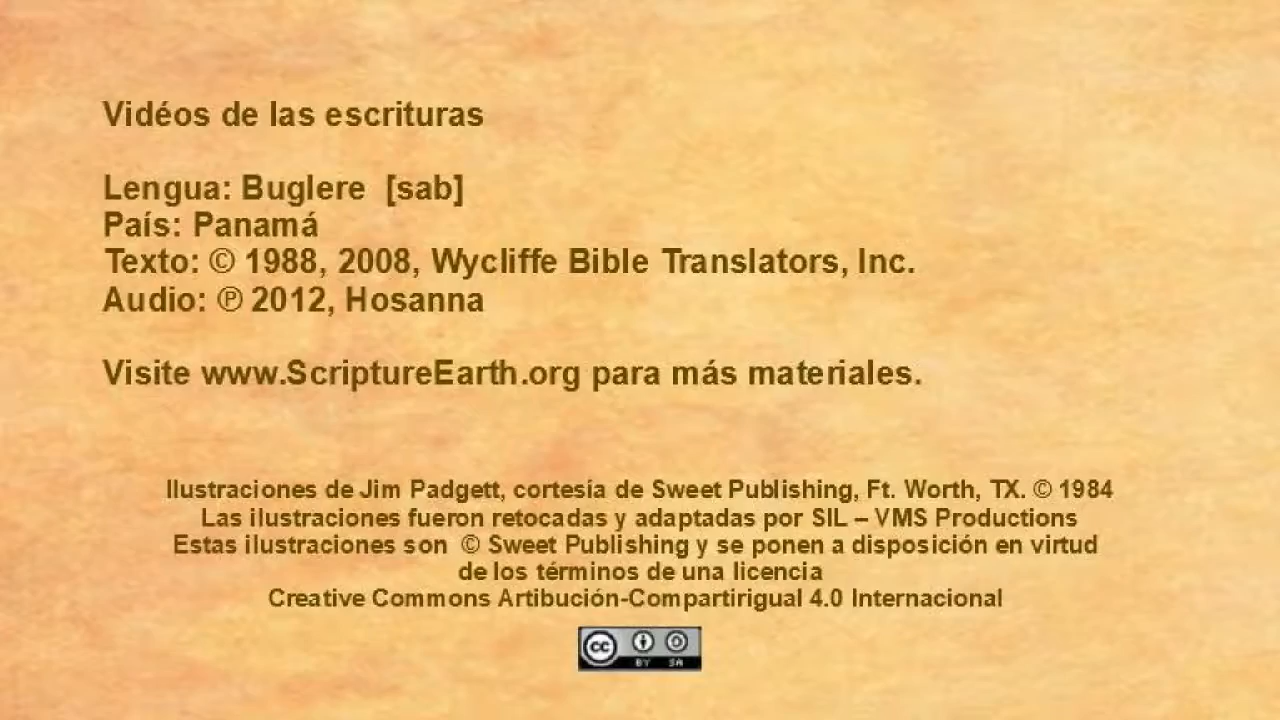 Vidéos de las escrituras
Lengua: Buglere [sab]
País: Panamá
Texto: © 1988, 2008, Wycliffe Bible Translators, Inc.
Audio: ℗ 2012, Hosanna
Visite www.ScriptureEarth.org para más materiales.
Ilustraciones de Jim Padgett, cortesía de Sweet Publishing, Ft. Worth, TX. © 1984
Las ilustraciones fueron retocadas y adaptadas por SIL – VMS Productions
Estas ilustraciones son © Sweet Publishing y se ponen a disposición en virtud
de los términos de una licencia
Creative Commons Artibución-Compartirigual 4.0 Internacional
cc BY SA